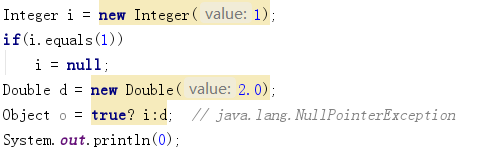 Integer i = new Integer( value: 1);
if(i.equals(1))
    i = null;
Double d = new Double( value: 2.0);
Object o = true? i:d;  // java.lang.NullPointerException
System.out.println(0);